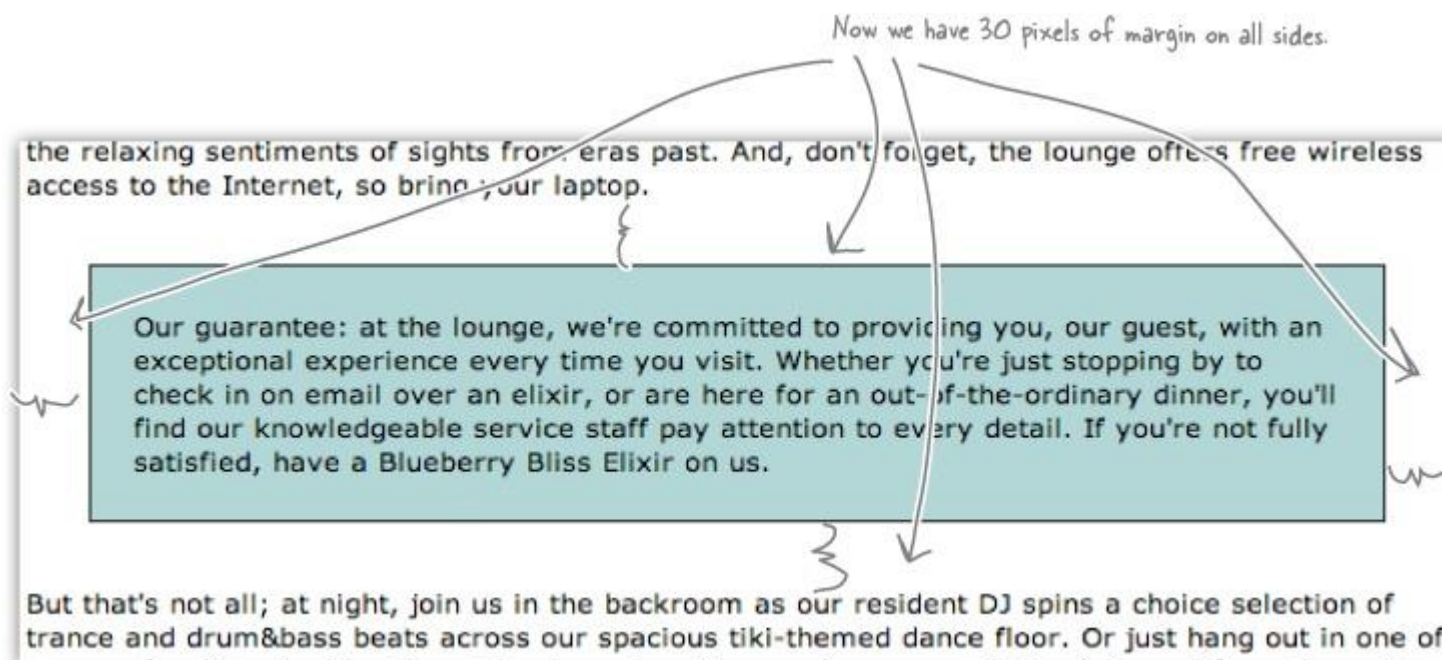 Now we have 30 pixels of margin on all sides.
the relaxing sentiments of sights from eras past. And, don't forget, the lounge offers free wireless
access to the Internet, so bring your laptop.
Our guarantee: at the lounge, we're committed to providing you, our guest, with an
exceptional experience every time you visit. Whether you're just stopping by to
check in on email over an elixir, or are here for an out-of-the-ordinary dinner, you'll
find our knowledgeable service staff pay attention to every detail. If you're not fully
satisfied, have a Blueberry Bliss Elixir on us.
But that's not all; at night, join us in the backroom as our resident DJ spins a choice selection of
trance and drum&bass beats across our spacious tiki-themed dance floor. Or just hang out in one of